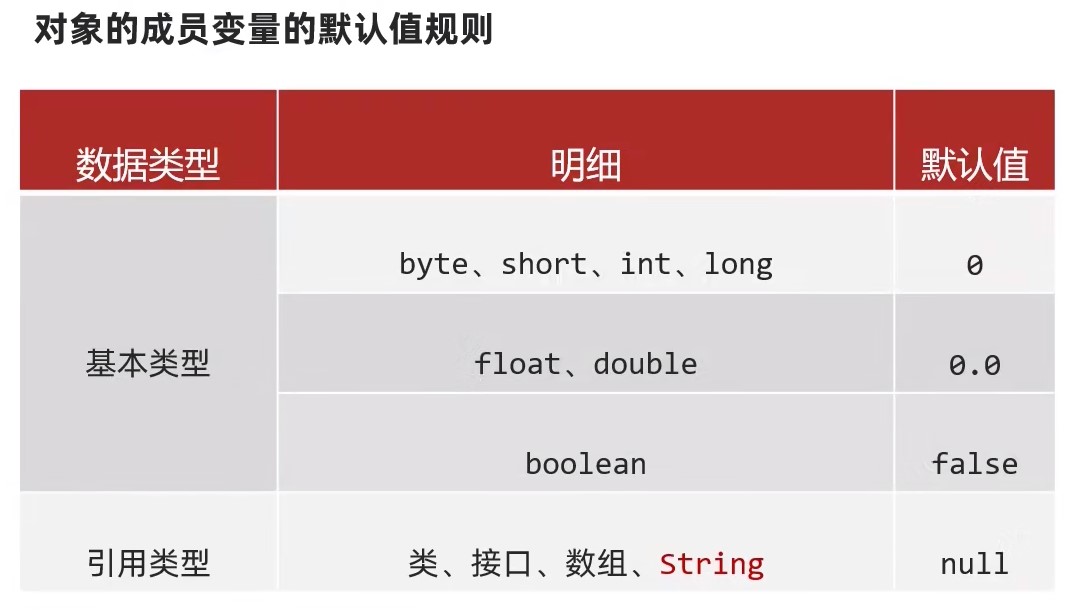 对象的成员变量的默认值规则
数据类型 明细 默认值
byte、short、int、long 0
基本类型 float、double 0.0
boolean false
引用类型 类、接口、数组、String null